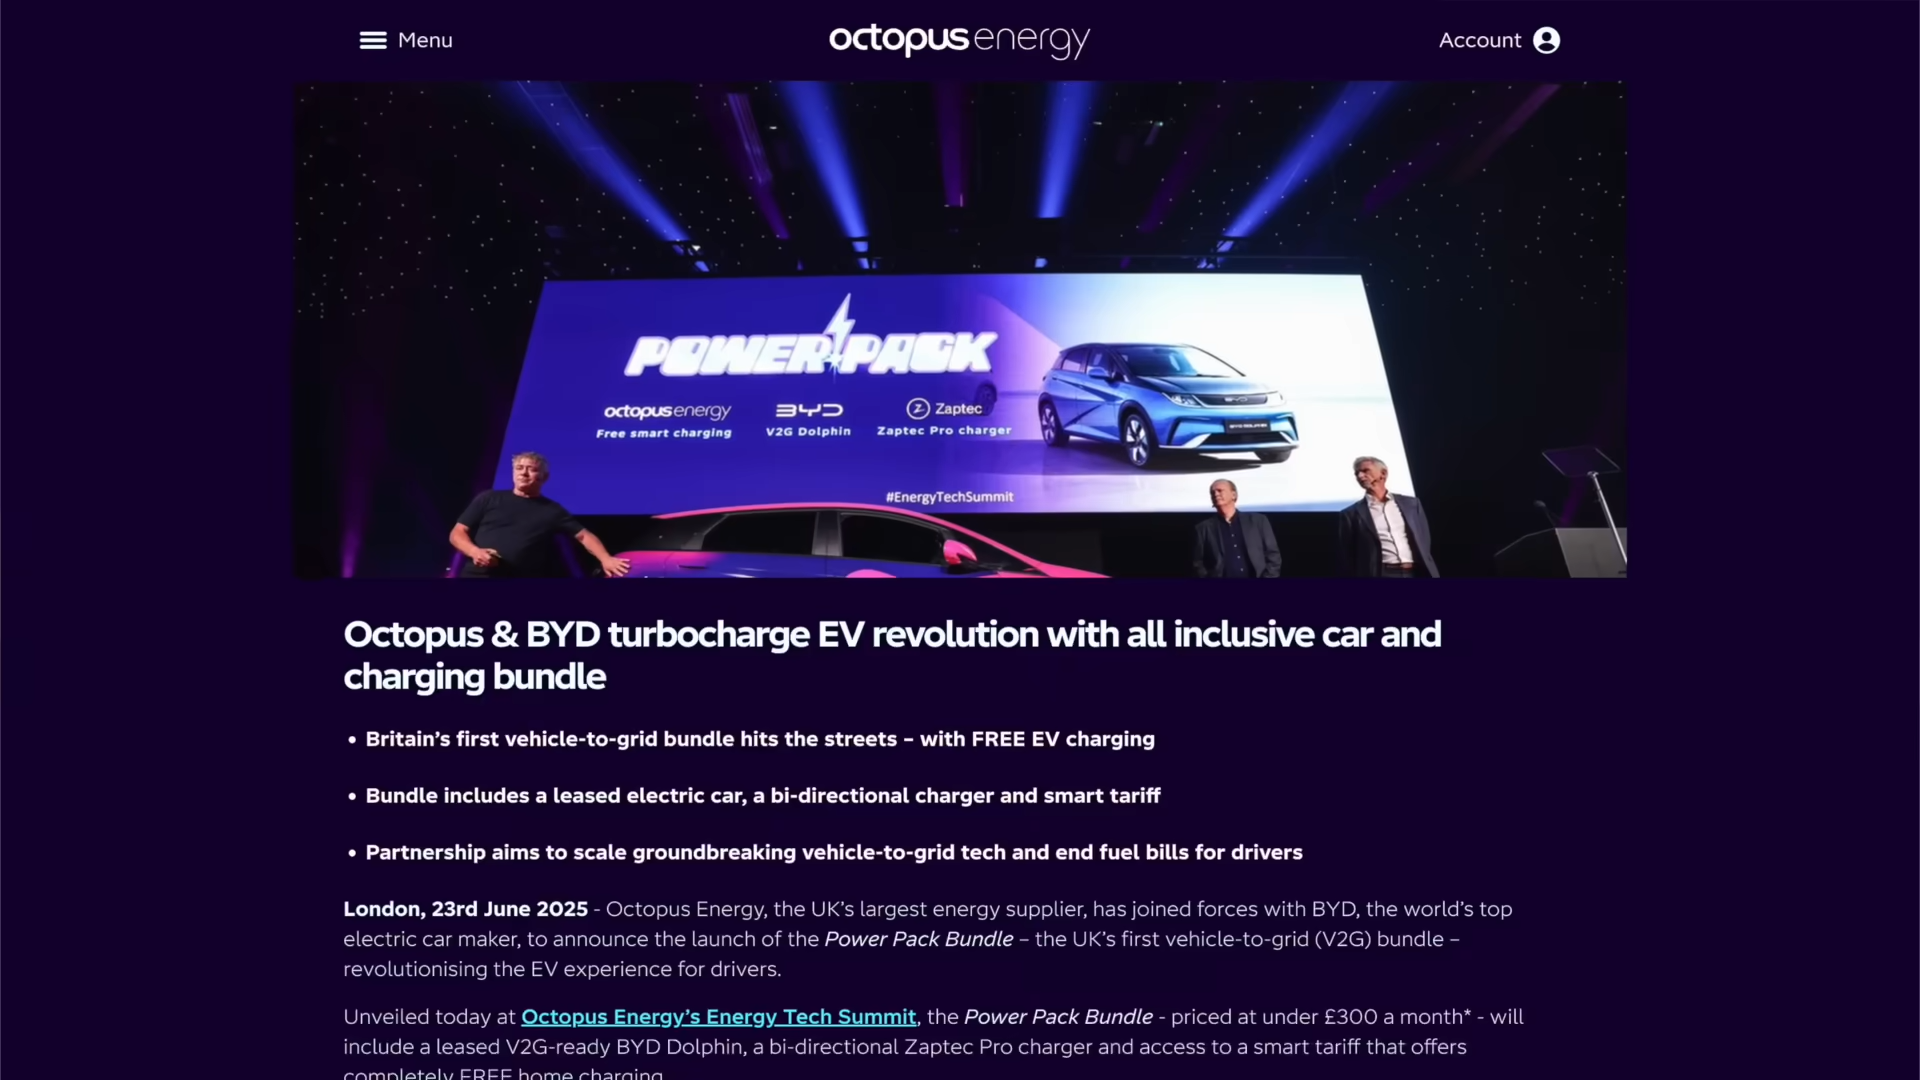 Menu
octopus energy
Account
POWER PACK
octopus energy
BYD
Zaptec
Free smart charging
V2G Dolphin
Zaptec Pro charger
#EnergyTechSummit
Octopus & BYD turbocharge EV revolution with all inclusive car and
charging bundle
• Britain’s first vehicle-to-grid bundle hits the streets – with FREE EV charging
• Bundle includes a leased electric car, a bi-directional charger and smart tariff
• Partnership aims to scale groundbreaking vehicle-to-grid tech and end fuel bills for drivers
London, 23rd June 2025 - Octopus Energy, the UK’s largest energy supplier, has joined forces with BYD, the world’s top
electric car maker, to announce the launch of the Power Pack Bundle – the UK’s first vehicle-to-grid (V2G) bundle –
revolutionising the EV experience for drivers.
Unveiled today at Octopus Energy’s Energy Tech Summit, the Power Pack Bundle - priced at under £300 a month* - will
include a leased V2G-ready BYD Dolphin, a bi-directional Zaptec Pro charger and access to a smart tariff that offers
completely FREE home charging